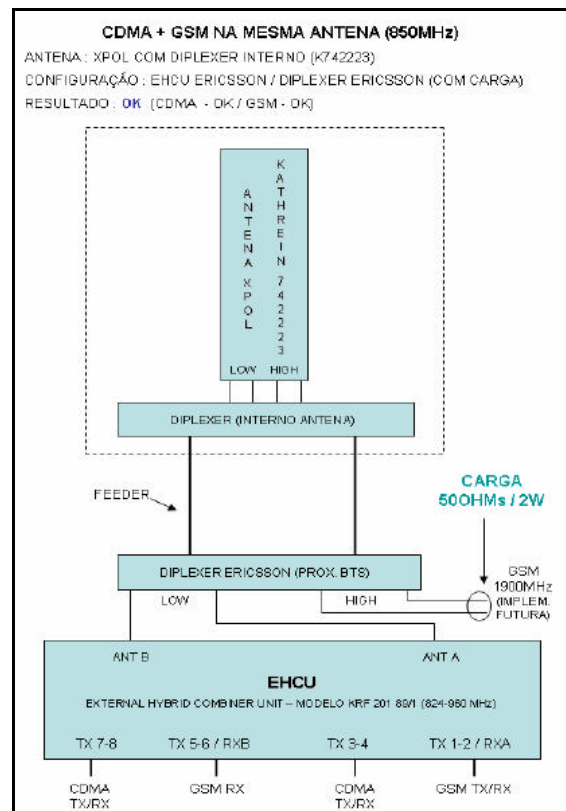 CDMA + GSM NA MESMA ANTENA (850MHz)
ANTENA : XPOL COM DIPLEXER INTERNO (K742223)
CONFIGURAÇÃO : EHCU ERICSSON / DIPLEXER ERICSSON (COM CARGA)
RESULTADO : OK (CDMA - OK / GSM - OK)
ANTENA XPOL
KATHREIN 742223
LOW HIGH
DIPLEXER (INTERNO ANTENA)
FEEDER
CARGA
50OHMs / 2W
DIPLEXER ERICSSON (PROX. BTS)
LOW HIGH
GSM
1900MHz
(IMPLEM.
FUTURA)
ANT B ANT A
EHCU
EXTERNAL HYBRID COMBINER UNIT – MODELO KRF 201 89/1 (824-960 MHz)
TX 7-8 TX 5-6 / RXB TX 3-4 TX 1-2 / RXA
CDMA GSM RX CDMA GSM TX/RX
TX/RX TX/RX